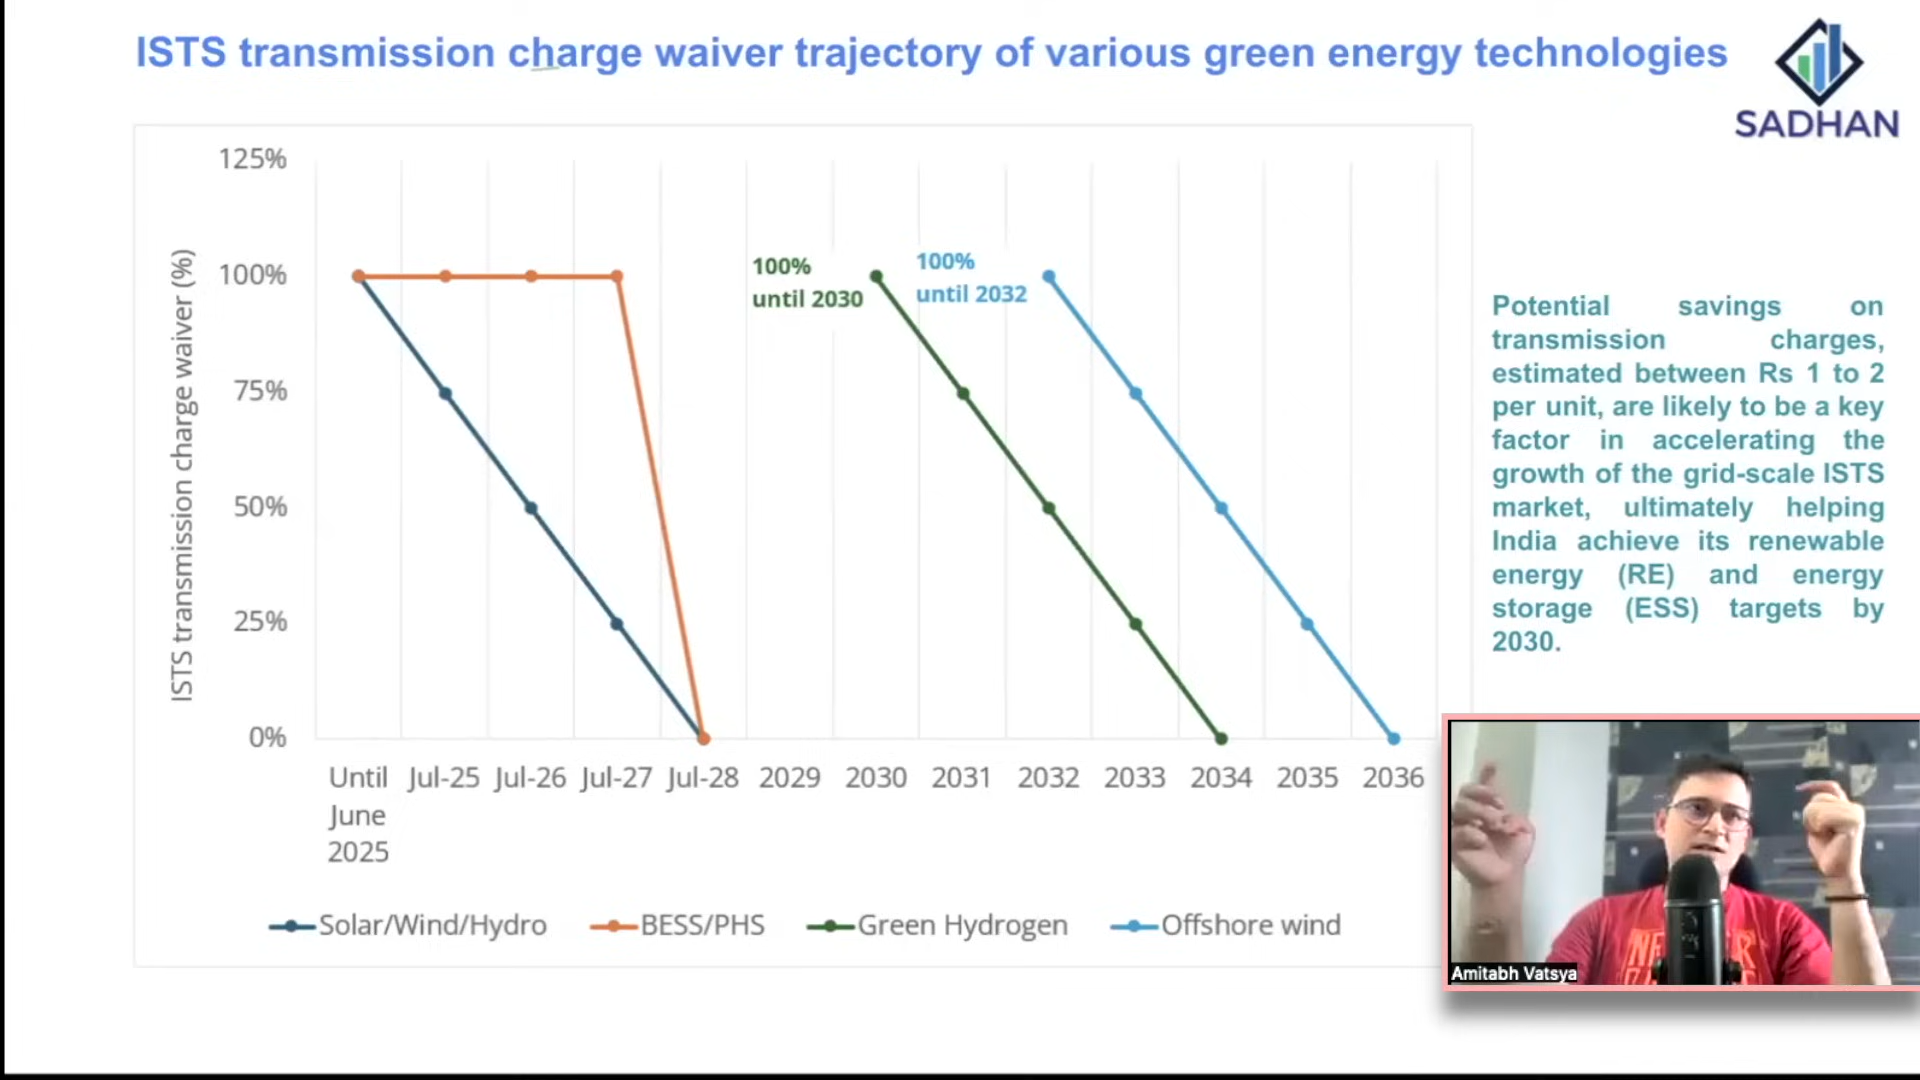 ISTS transmission charge waiver trajectory of various green energy technologies
SADHAN
125%
100%
75%
50%
25%
0%
ISTS transmission charge waiver (%)
100%
until 2030
100%
until 2032
Until
June
2025
Jul-25
Jul-26
Jul-27
Jul-28
2029
2030
2031
2032
2033
2034
2035
2036
Solar/Wind/Hydro
BESS/PHS
Green Hydrogen
Offshore wind
Potential savings on
transmission charges,
estimated between Rs 1 to 2
per unit, are likely to be a key
factor in accelerating the
growth of the grid-scale ISTS
market, ultimately helping
India achieve its renewable
energy (RE) and energy
storage (ESS) targets by
2030.
Amitabh Vatsya